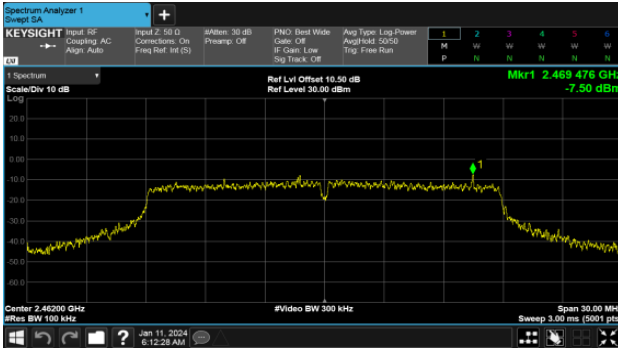 Spectrum Analyzer 1
Swept SA
KEYSIGHT Input: RF Input Z: 50 Ω #Atten: 30 dB PNO: Best Wide Avg Type: Log-Power 1 2 3 4 5 6
Coupling: AC Corrections: On Preamp: Off Gate: Off Avg|Hold: 50/50 M W W W W W
Align: Auto Freq Ref: Int (S) IF Gain: Low Trig: Free Run
Sig Track: Off P N N N N N
LXI
1 Spectrum
Scale/Div 10 dB
Ref Lvl Offset 10.50 dB
Ref Level 30.00 dBm
Mkr1 2.469 476 GHz
-7.50 dBm
Log
20.0
10.0
0.00
1
-10.0
-20.0
-30.0
-40.0
-50.0
-60.0
Center 2.46200 GHz #Video BW 300 kHz Span 30.00 MH
#Res BW 100 kHz Sweep 3.00 ms (5001 pts
Jan 11, 2024
6:12:28 AM